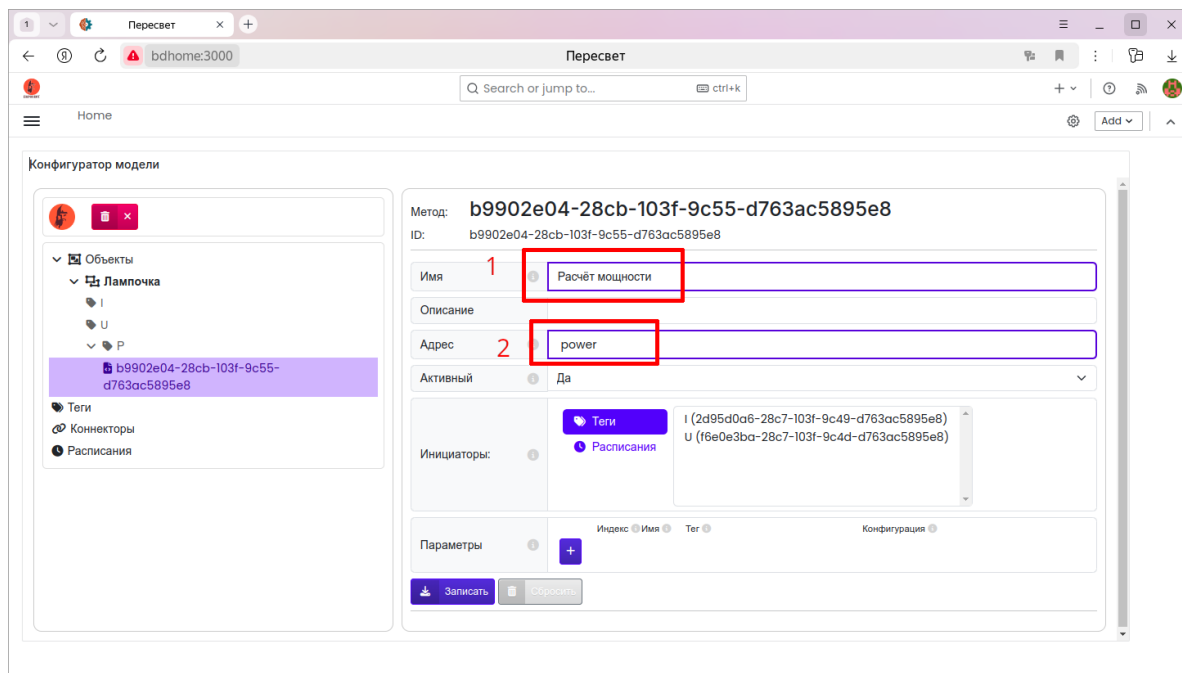 1
Пересвет
bdhome:3000
Пересвет
Search or jump to...
ctrl+k
Home
Add
Конфигуратор модели
Объекты
Лампочка
I
U
P
b9902e04-28cb-103f-9c55-
d763ac5895e8
Теги
Коннекторы
Расписания
Метод: b9902e04-28cb-103f-9c55-d763ac5895e8
ID: b9902e04-28cb-103f-9c55-d763ac5895e8
1
Имя Расчёт мощности
Описание
Адрес 2 power
Активный Да
Инициаторы:
Теги
Расписания
I (2d95d0a6-28c7-103f-9c49-d763ac5895e8)
U (f6e0e3ba-28c7-103f-9c4d-d763ac5895e8)
Параметры
Индекс Имя Тег Конфигурация
+
Записать Сбросить